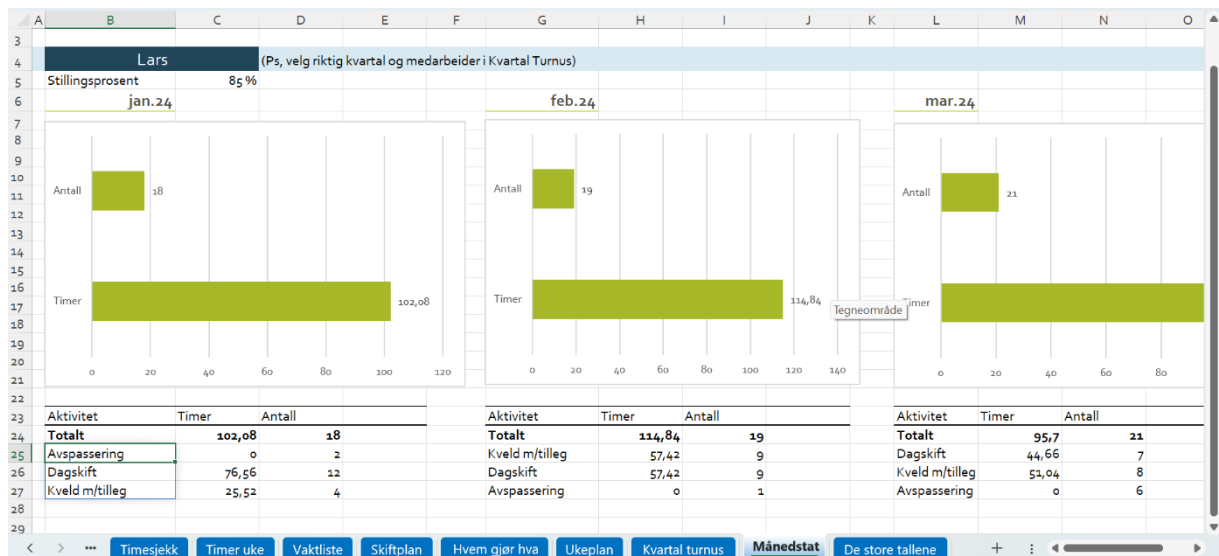 A B C D E F G H I J K L M N O
3
4 Lars (Ps, velg riktig kvartal og medarbeider i Kvartal Turnus)
5 Stillingsprosent 85 %
6 jan.24 feb.24 mar.24
7
8
9
10 Antall 18 Antall 19 Antall 21
11
12
13
14
15
16 Timer 102,08 Timer 114,84 Timer
17 Tegneområde
18
19
20
21 0 20 40 60 80 100 120 0 20 40 60 80 100 120 140 0 20 40 60 80
22
23 Aktivitet Timer Antall Aktivitet Timer Antall Aktivitet Timer Antall
24 Totalt 102,08 18 Totalt 114,84 19 Totalt 95,7 21
25 Avspassering 0 2 Kveld m/tilleg 57,42 9 Dagskift 44,66 7
26 Dagskift 76,56 12 Dagskift 57,42 9 Kveld m/tilleg 51,04 8
27 Kveld m/tilleg 25,52 4 Avspassering 0 1 Avspassering 0 6
28
29
Timesjekk Timer uke Vaktliste Skiftplan Hvem gjør hva Ukeplan Kvartal turnus Månedstat De store tallene